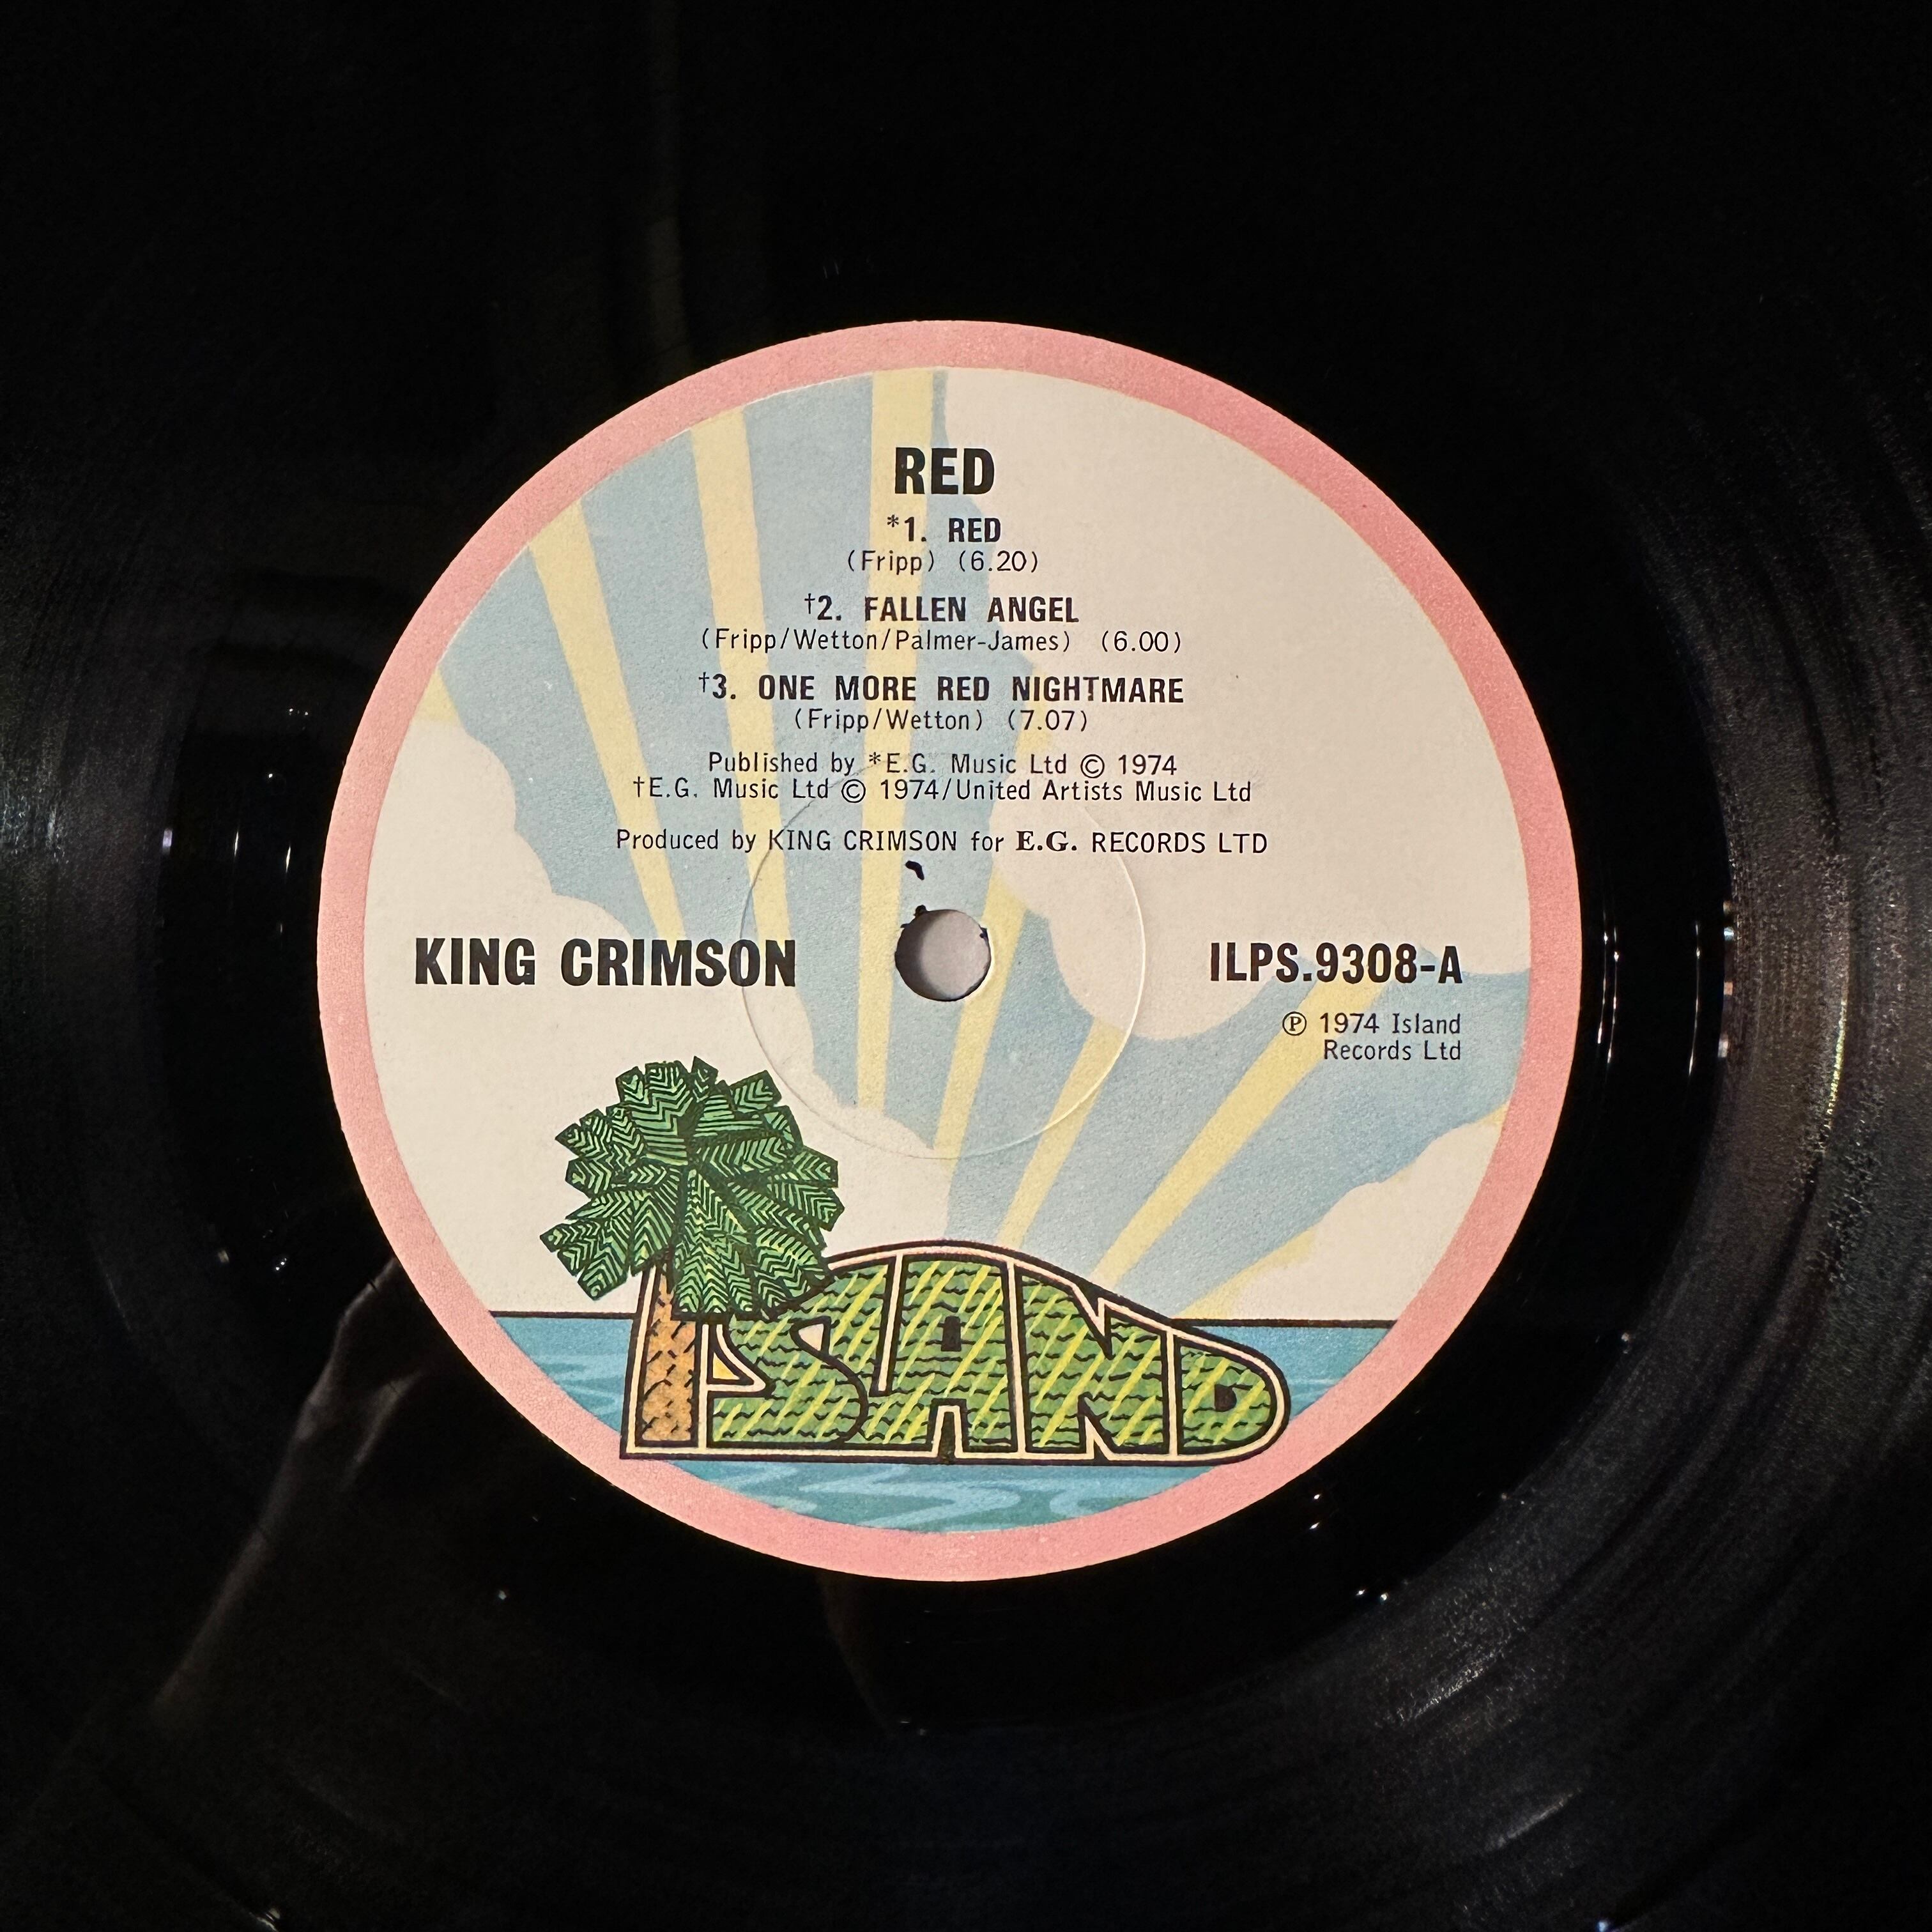 RED
*1. RED
(Fripp) (6.20)
†2. FALLEN ANGEL
(Fripp/Wetton/Palmer-James) (6.00)
†3. ONE MORE RED NIGHTMARE
(Fripp/Wetton) (7.07)
Published by *E.G. Music Ltd © 1974
†E.G. Music Ltd © 1974/United Artists Music Ltd
Produced by KING CRIMSON for E.G. RECORDS LTD
KING CRIMSON
ILPS.9308-A
℗ 1974 Island
Records Ltd
ISLAND